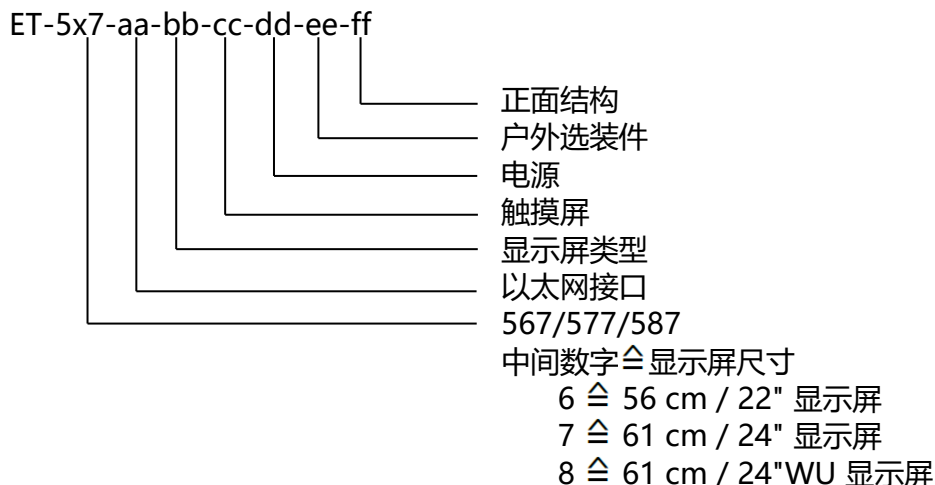 ET-5x7-aa-bb-cc-dd-ee-ff
正面结构
户外选装件
电源
触摸屏
显示屏类型
以太网接口
567/577/587
中间数字≙显示屏尺寸
6 ≙ 56 cm / 22" 显示屏
7 ≙ 61 cm / 24" 显示屏
8 ≙ 61 cm / 24"WU 显示屏